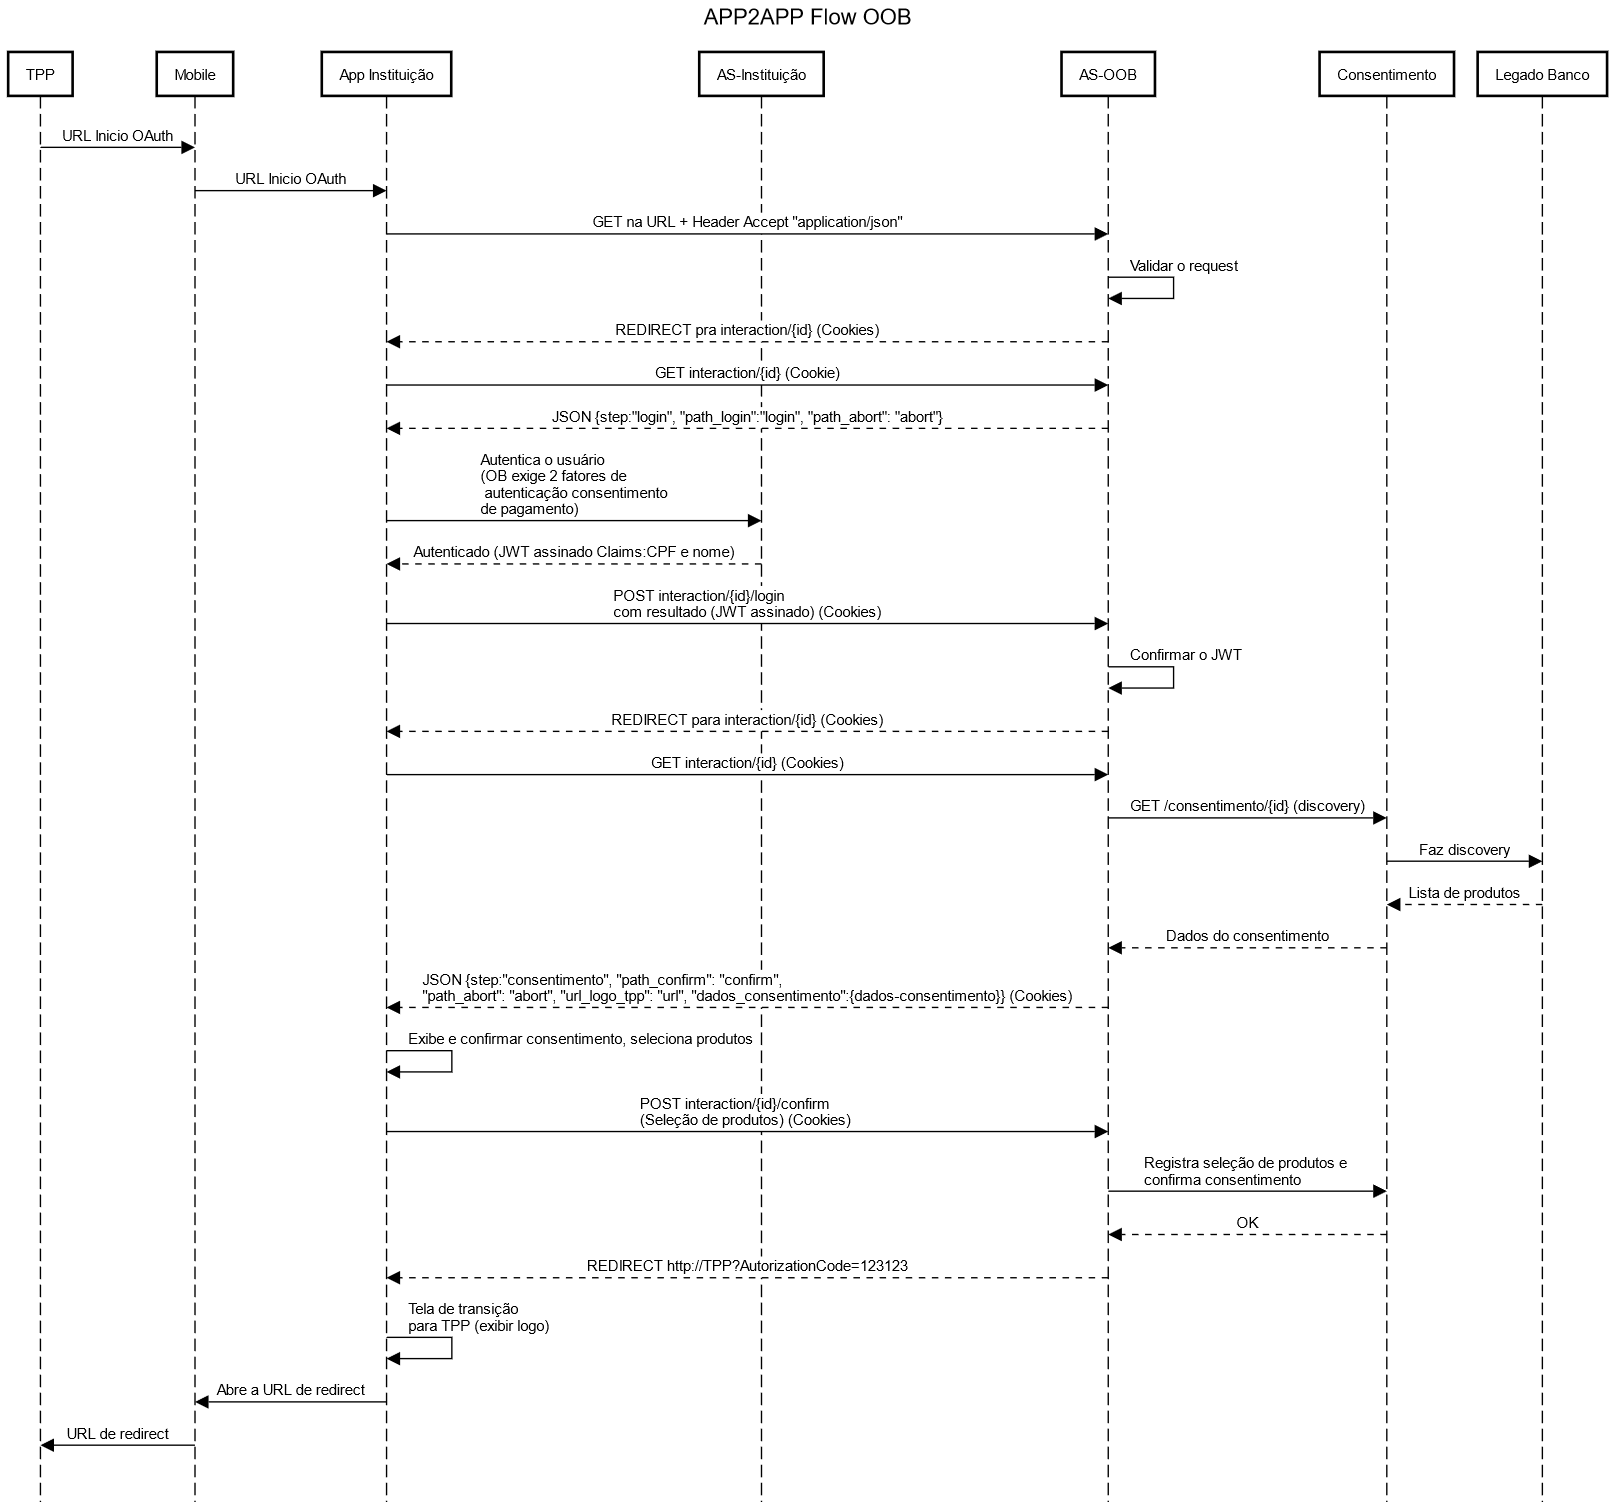 APP2APP Flow OOB
TPP
Mobile
App Instituição
AS-Instituição
AS-OOB
Consentimento
Legado Banco
URL Inicio OAuth
URL Inicio OAuth
GET na URL + Header Accept "application/json"
Validar o request
REDIRECT pra interaction/{id} (Cookies)
GET interaction/{id} (Cookie)
JSON {step:"login", "path_login":"login", "path_abort": "abort"}
Autentica o usuário
(OB exige 2 fatores de
autenticação consentimento
de pagamento)
Autenticado (JWT assinado Claims:CPF e nome)
POST interaction/{id}/login
com resultado (JWT assinado) (Cookies)
Confirmar o JWT
REDIRECT para interaction/{id} (Cookies)
GET interaction/{id} (Cookies)
GET /consentimento/{id} (discovery)
Faz discovery
Lista de produtos
Dados do consentimento
JSON {step:"consentimento", "path_confirm": "confirm",
"path_abort": "abort", "url_logo_tpp": "url", "dados_consentimento":{dados-consentimento}} (Cookies)
Exibe e confirmar consentimento, seleciona produtos
POST interaction/{id}/confirm
(Seleção de produtos) (Cookies)
Registra seleção de produtos e
confirma consentimento
OK
REDIRECT http://TPP?AutorizationCode=123123
Tela de transição
para TPP (exibir logo)
Abre a URL de redirect
URL de redirect